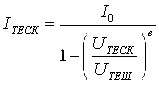 I_ТЕСК = I_0 / (1 − (U_ТЕСК / U_ТЕШ)^в)